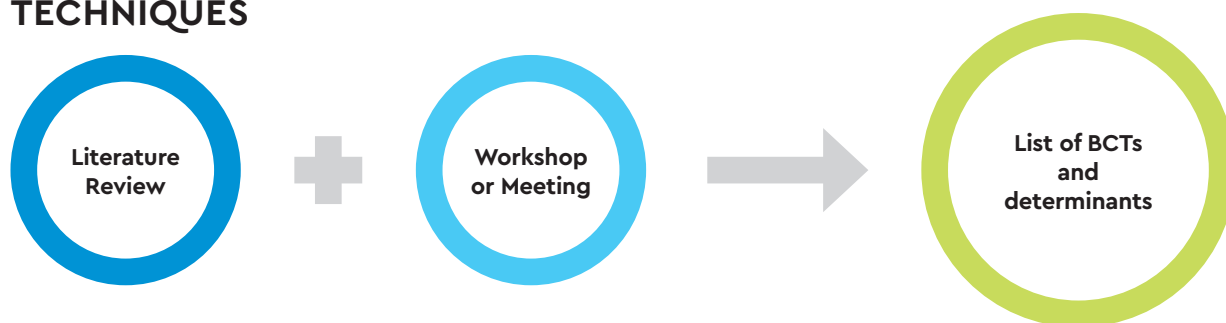 TECHNIQUES
Literature
Review
Workshop
or Meeting
List of BCTs
and
determinants